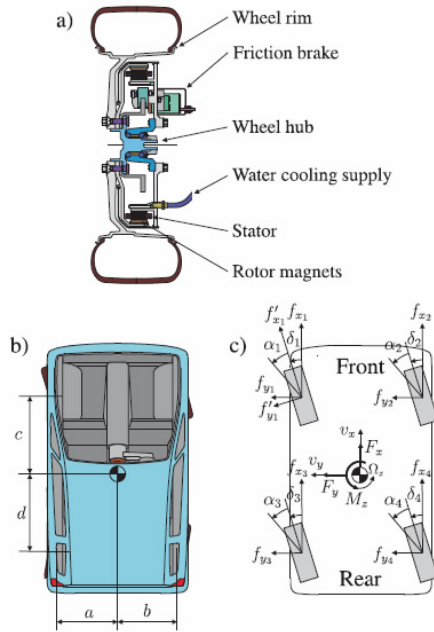 a)
Wheel rim
Friction brake
Wheel hub
Water cooling supply
Stator
Rotor magnets
b)
c
d
a
b
c)
f'x1
fx1
fx2
α1
δ1
α2
δ2
Front
fy1
f'y1
fy2
vx
Fx
fx3
vy
Ωz
fx4
Fy
Mz
α3
δ3
α4
δ4
fy3
fy4
Rear